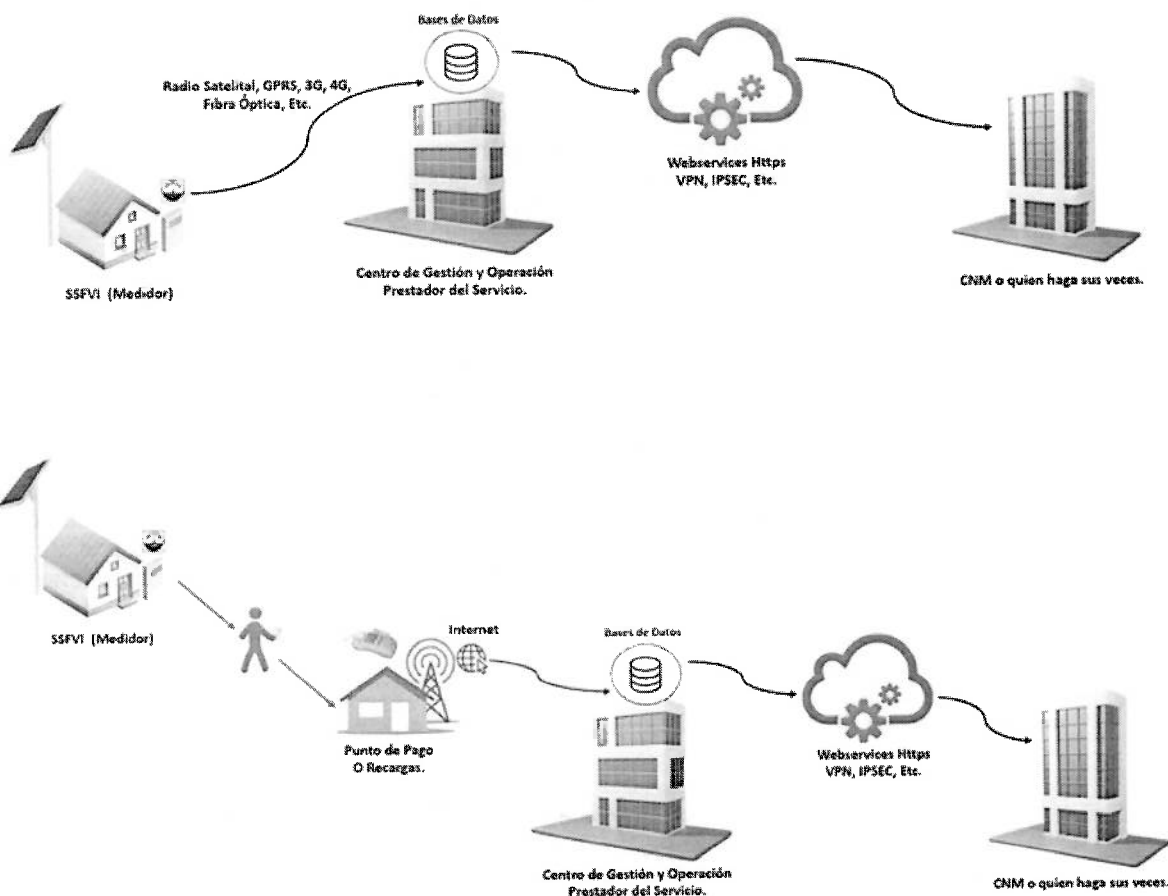 Bases de Datos
Radio Satelital, GPRS, 3G, 4G,
Fibra Óptica, Etc.
Webservices Http
VPN, IPSEC, Etc.
SSFVI (Medidor)
Centro de Gestión y Operación
Prestador del Servicio.
CNM o quien haga sus veces.
SSFVI (Medidor)
Internet
Bases de Datos
Punto de Pago
O Recargas.
Webservices Http
VPN, IPSEC, Etc.
Centro de Gestión y Operación
Prestador del Servicio.
CNM o quien haga sus veces.